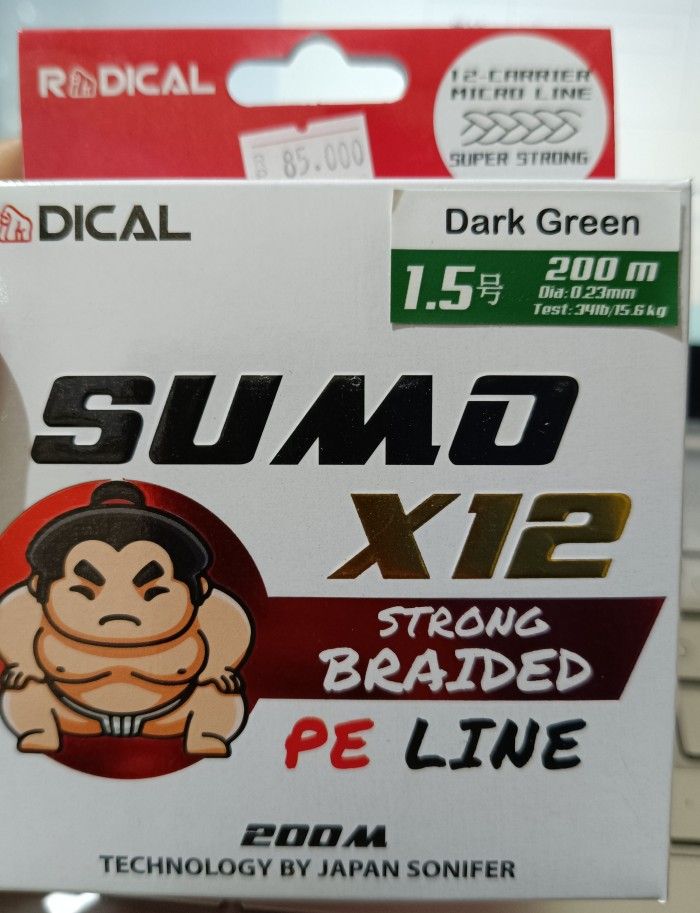 RADICAL
12-CARRIER
MICRO LINE
SUPER STRONG
85.000
DICAL
Dark Green
1.5号
200 m
Dia:0.23mm
Test:34lb/15.6kg
SUMO
X12
STRONG
BRAIDED
PE LINE
200M
TECHNOLOGY BY JAPAN SONIFER